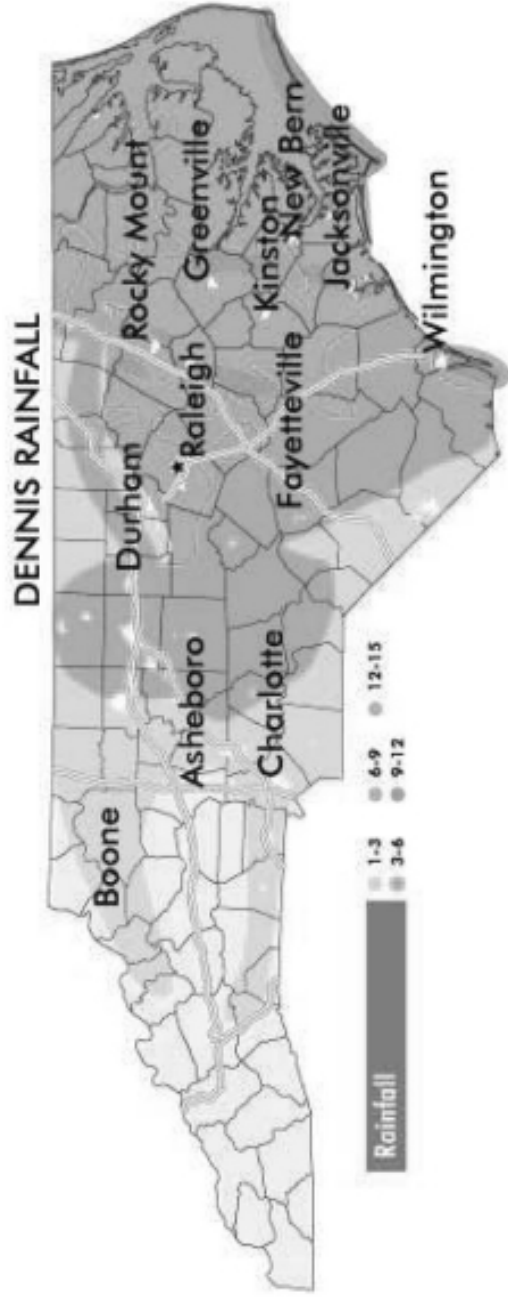 DENNIS RAINFALL
Boone
Durham
Rocky Mount
Raleigh
Greenville
Asheboro
Kinston
New Bern
Charlotte
Fayetteville
Jacksonville
Wilmington
Rainfall
1-3
6-9
12-15
3-6
9-12